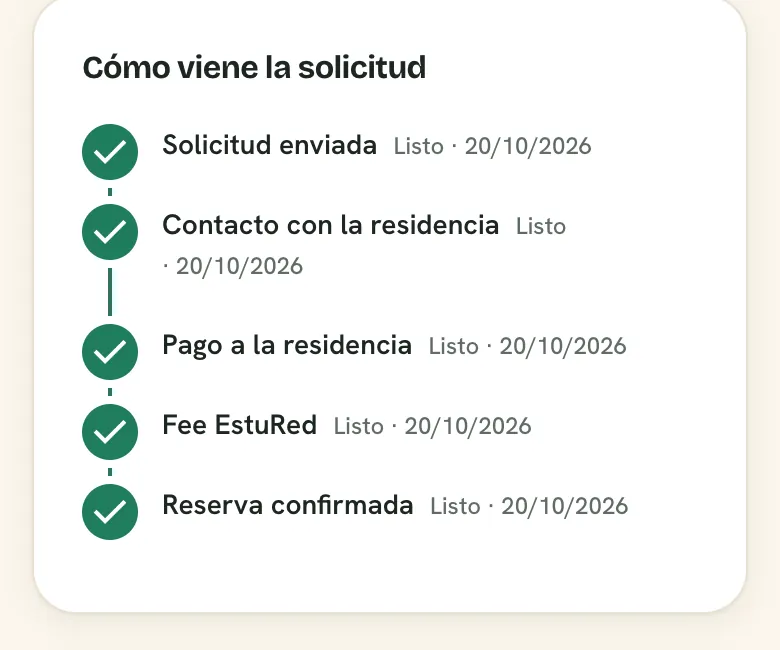 Cómo viene la solicitud
Solicitud enviada Listo · 20/10/2026
Contacto con la residencia Listo
· 20/10/2026
Pago a la residencia Listo · 20/10/2026
Fee EstuRed Listo · 20/10/2026
Reserva confirmada Listo · 20/10/2026